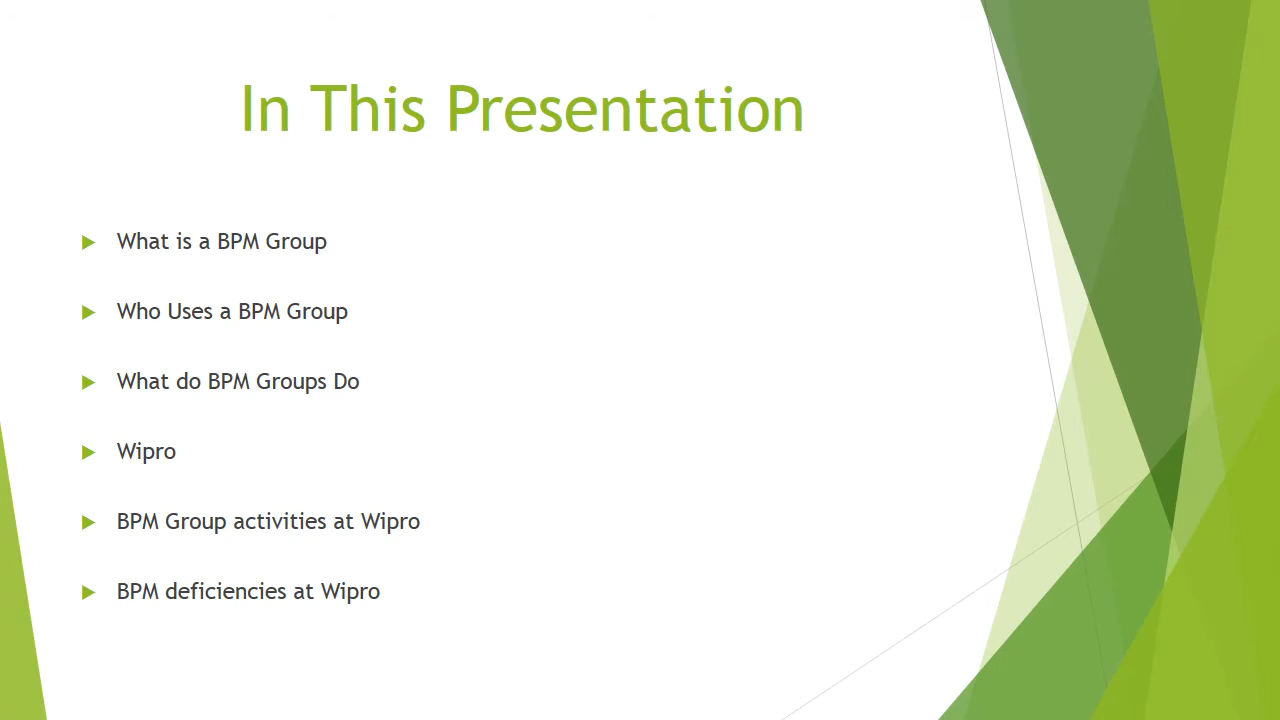 In This Presentation
What is a BPM Group
Who Uses a BPM Group
What do BPM Groups Do
Wipro
BPM Group activities at Wipro
BPM deficiencies at Wipro